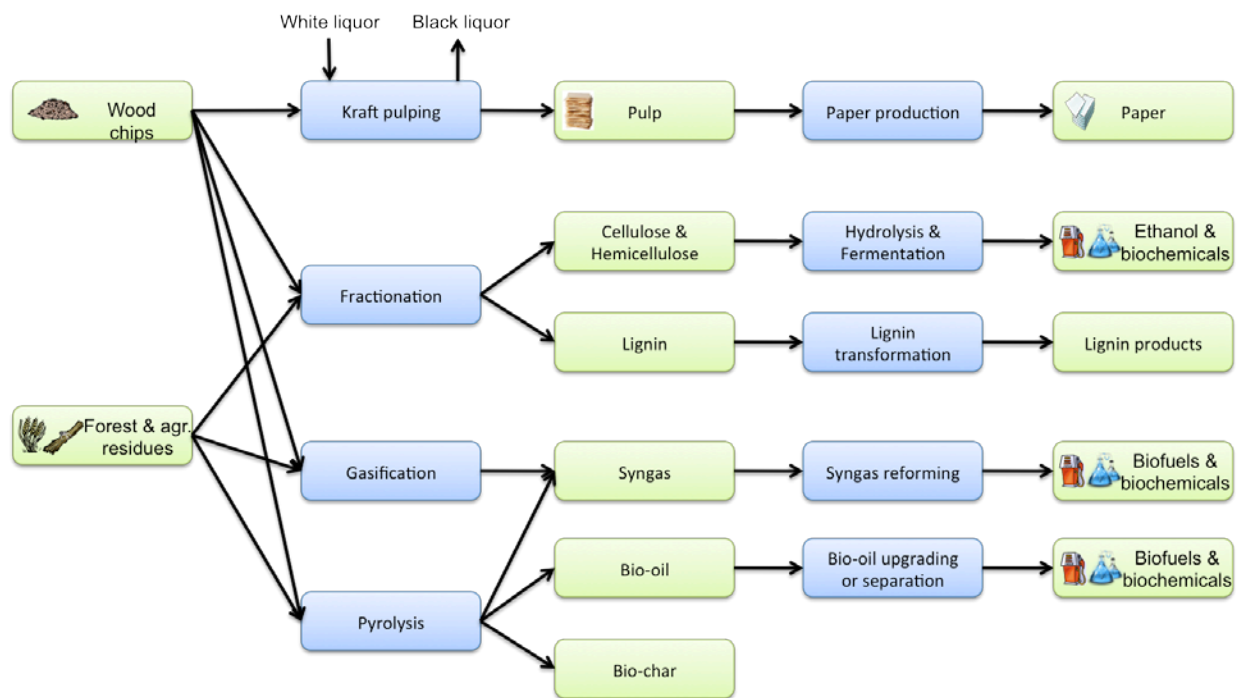 White liquor
Black liquor
Wood
chips
Kraft pulping
Pulp
Paper production
Paper
Cellulose &
Hemicellulose
Hydrolysis &
Fermentation
Ethanol &
biochemicals
Fractionation
Lignin
Lignin
transformation
Lignin products
Forest & agr.
residues
Gasification
Syngas
Syngas reforming
Biofuels &
biochemicals
Bio-oil
Bio-oil upgrading
or separation
Biofuels &
biochemicals
Pyrolysis
Bio-char